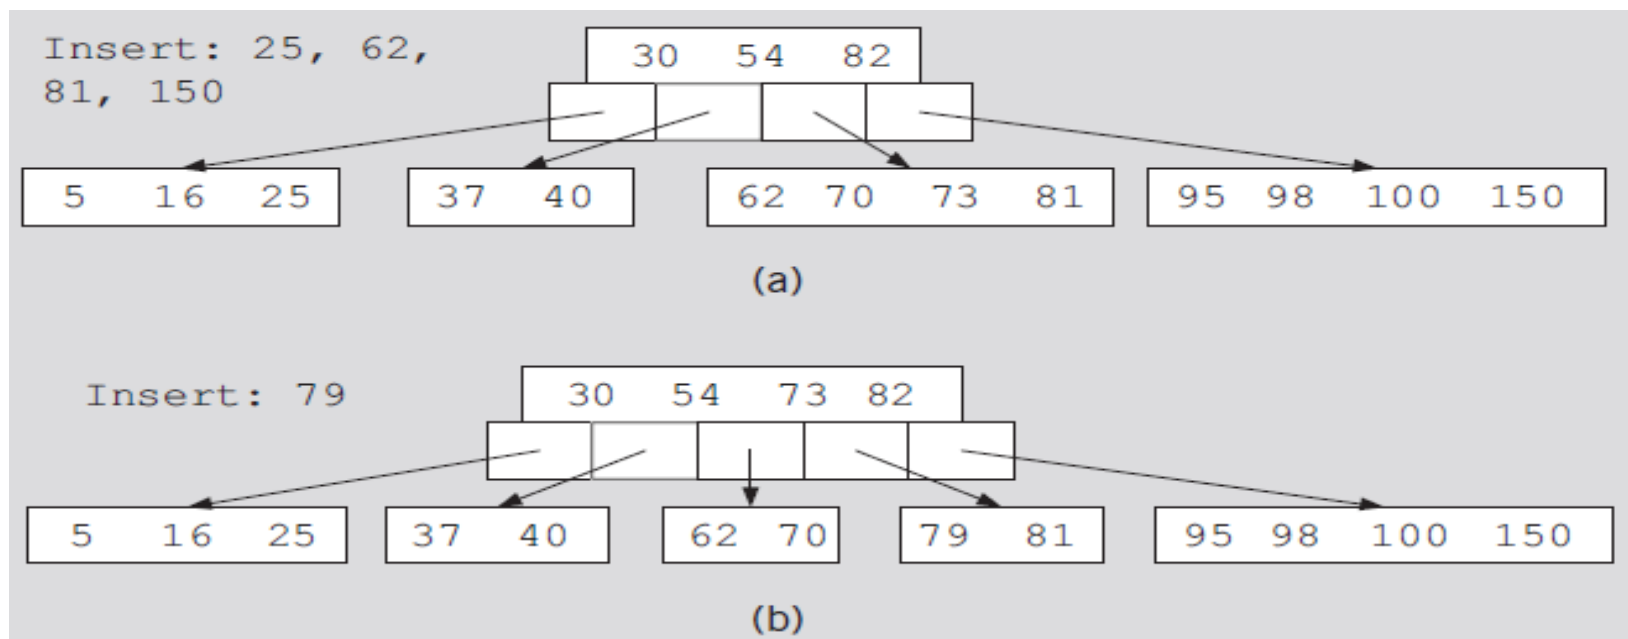 Insert: 25, 62,
81, 150
30 54 82
5 16 25 37 40 62 70 73 81 95 98 100 150
(a)
Insert: 79
30 54 73 82
5 16 25 37 40 62 70 79 81 95 98 100 150
(b)